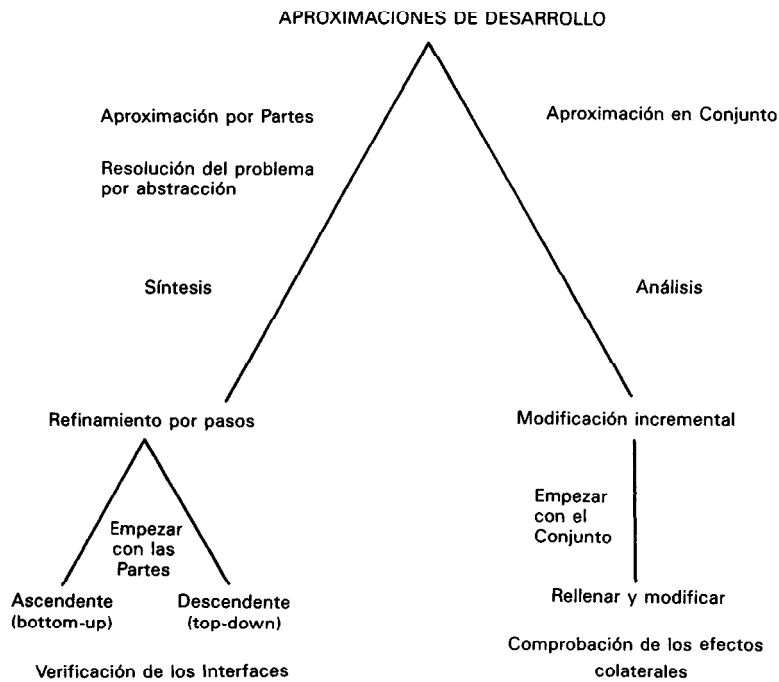 APROXIMACIONES DE DESARROLLO
Aproximación por Partes
Aproximación en Conjunto
Resolución del problema
por abstracción
Síntesis
Análisis
Refinamiento por pasos
Modificación incremental
Empezar
con las
Partes
Empezar
con el
Conjunto
Ascendente
(bottom-up)
Descendente
(top-down)
Rellenar y modificar
Verificación de los Interfaces
Comprobación de los efectos
colaterales